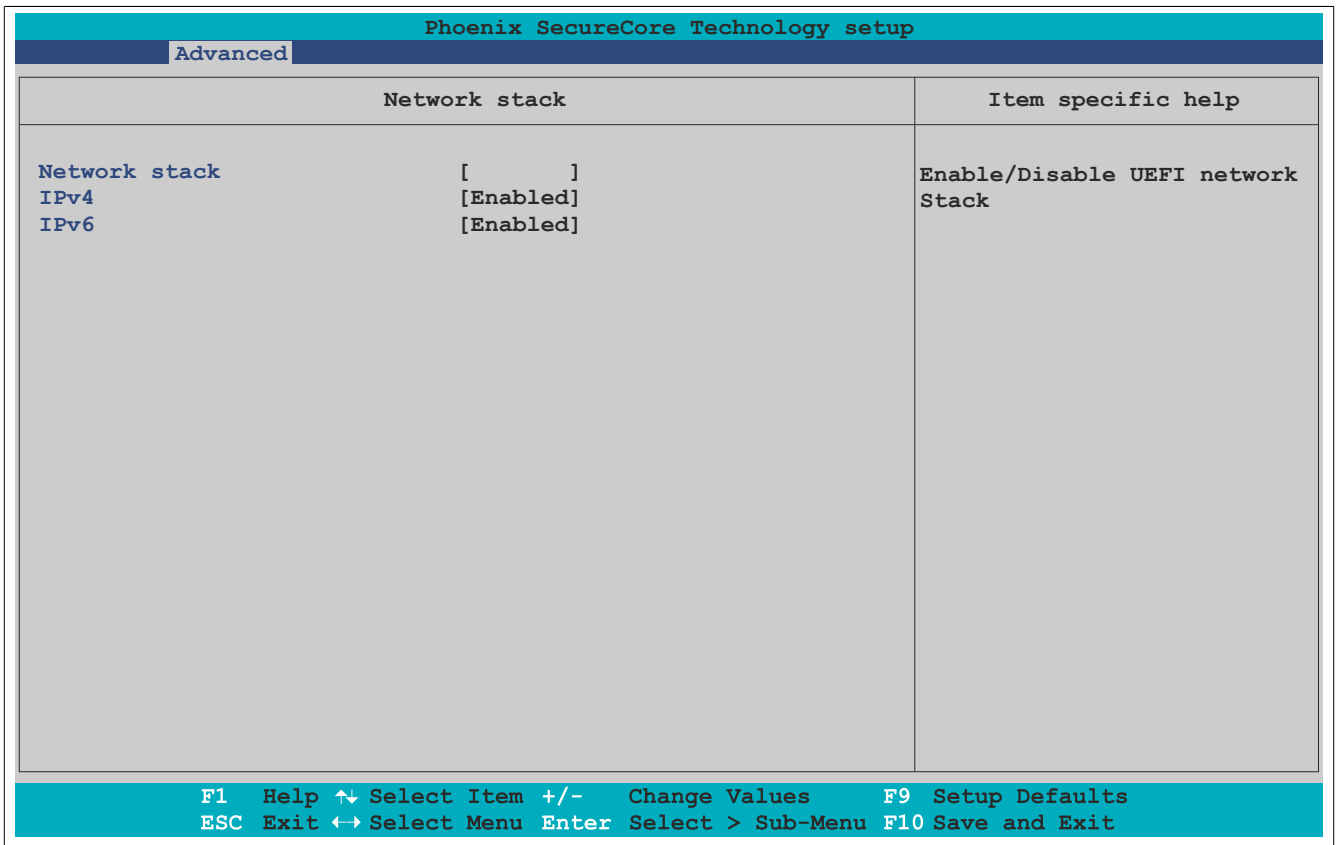 Phoenix SecureCore Technology setup
Advanced
Network stack
Item specific help
Network stack [       ]
IPv4 [Enabled]
IPv6 [Enabled]
Enable/Disable UEFI network
Stack
F1 Help ↑↓ Select Item +/- Change Values F9 Setup Defaults
ESC Exit ←→ Select Menu Enter Select > Sub-Menu F10 Save and Exit